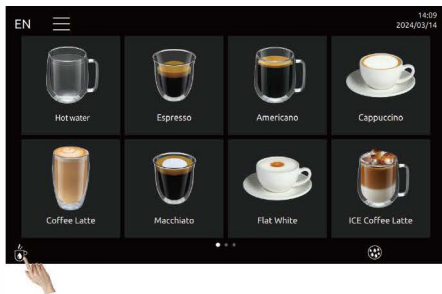 14:09
EN
2024/03/14
Hot water
Espresso
Americano
Cappuccino
Coffee Latte
Macchiato
Flat White
ICE Coffee Latte